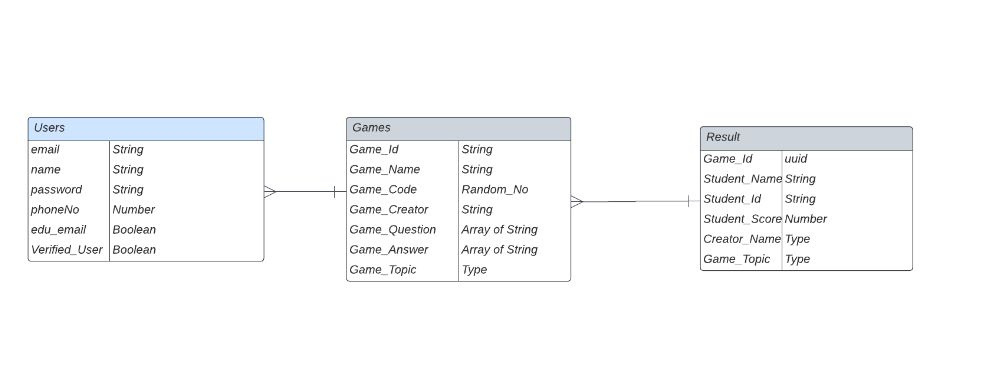 Users
email String
name String
password String
phoneNo Number
edu_email Boolean
Verified_User Boolean
Games
Game_Id String
Game_Name String
Game_Code Random_No
Game_Creator String
Game_Question Array of String
Game_Answer Array of String
Game_Topic Type
Result
Game_Id uuid
Student_Name String
Student_Id String
Student_Score Number
Creator_Name Type
Game_Topic Type